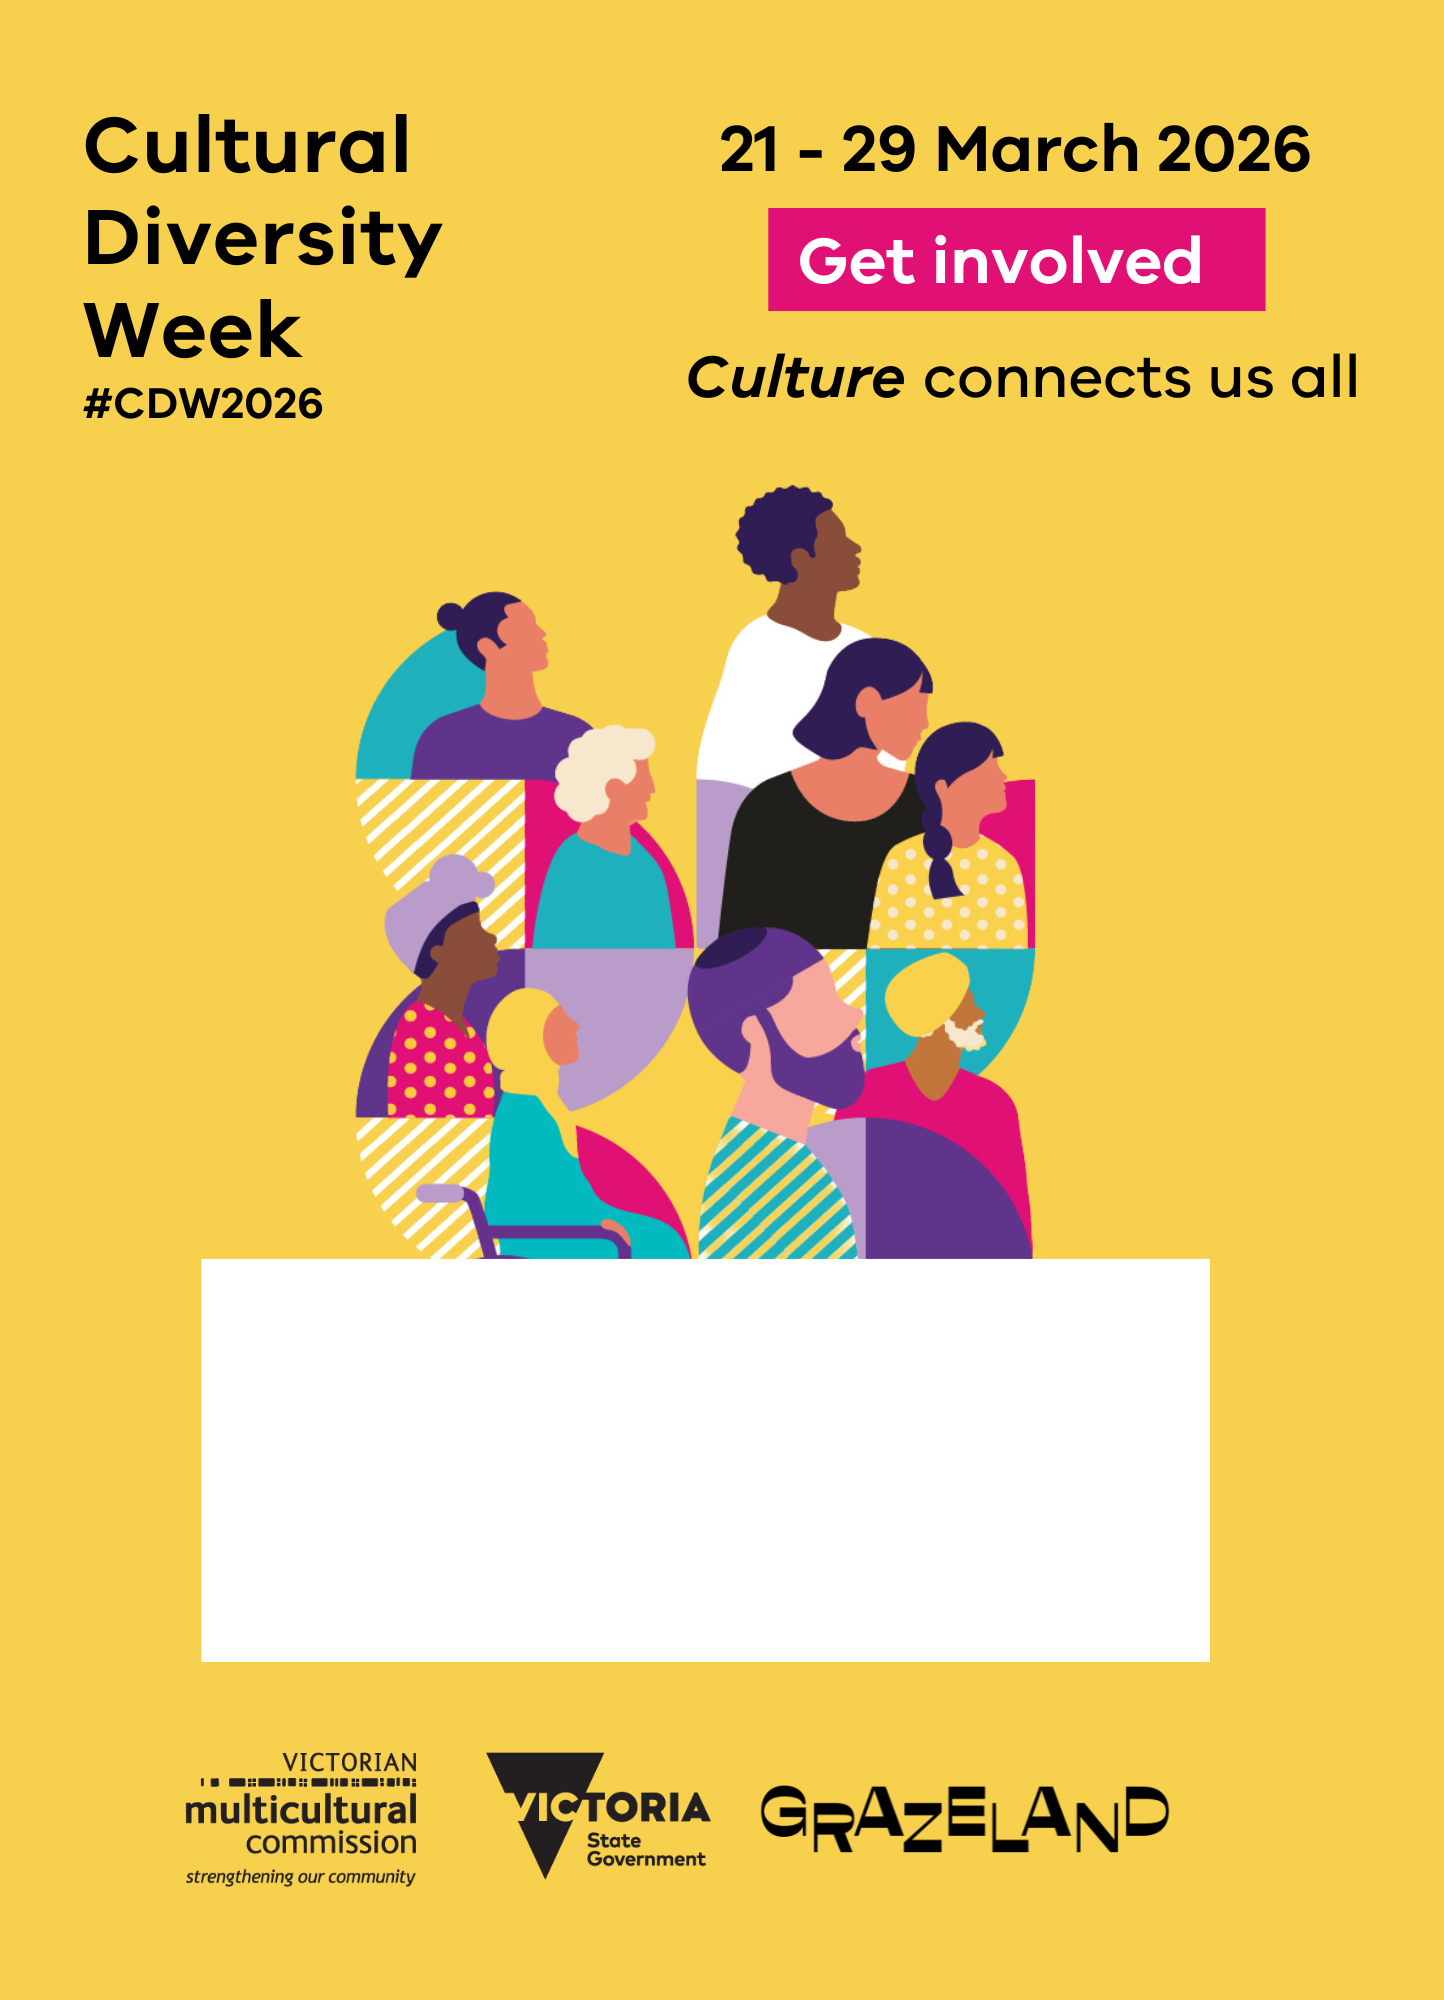 Cultural
Diversity
Week
#CDW2026
21 - 29 March 2026
Get involved
Culture connects us all
VICTORIAN
multicultural
commission
strengthening our community
VICTORIA
State
Government
GRAZELAND